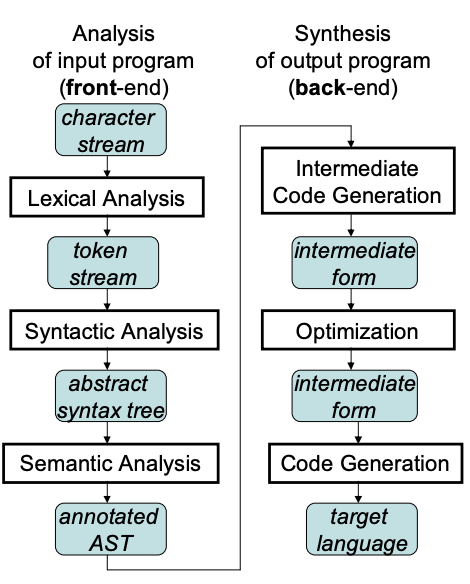 Analysis
of input program
(front-end)
character
stream
Lexical Analysis
token
stream
Syntactic Analysis
abstract
syntax tree
Semantic Analysis
annotated
AST
Synthesis
of output program
(back-end)
Intermediate
Code Generation
intermediate
form
Optimization
intermediate
form
Code Generation
target
language